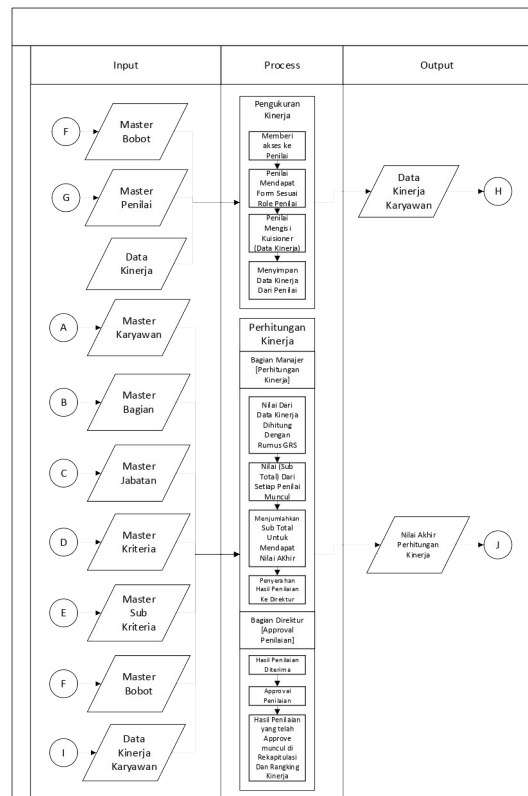 Input
Process
Output
F
Master
Bobot
G
Master
Penilai
Data
Kinerja
Pengukuran
Kinerja
Memberi
akses ke
Penilai
Penilai
Mendapat
Form Sesuai
Role Penilai
Penilai
Mengisi
Kuisioner
(Data Kinerja)
Menyimpan
Data Kinerja
Dari Penilai
Data
Kinerja
Karyawan
H
A
Master
Karyawan
B
Master
Bagian
C
Master
Jabatan
D
Master
Kriteria
E
Master
Sub
Kriteria
F
Master
Bobot
I
Data
Kinerja
Karyawan
Perhitungan
Kinerja
Bagian Manajer
[Perhitungan
Kinerja]
Nilai Dari
Data Kinerja
Dihitung
Dengan
Rumus GRS
Nilai (Sub
Total) Dari
Setiap Penilai
Muncul
Menjumlahkan
Sub Total
Untuk
Mendapat
Nilai AKhir
Penyerahan
Hasil Penilaian
Ke Direktur
Bagian Direktur
[Approval
Penilaian]
Hasil Penilaian
Diterima
Approval
Penilaian
Hasil Penilaian
yang telah
Approve
muncul di
Rekapitulasi
Dan Rangking
Kinerja
Nilai Akhir
Perhitungan
Kinerja
J